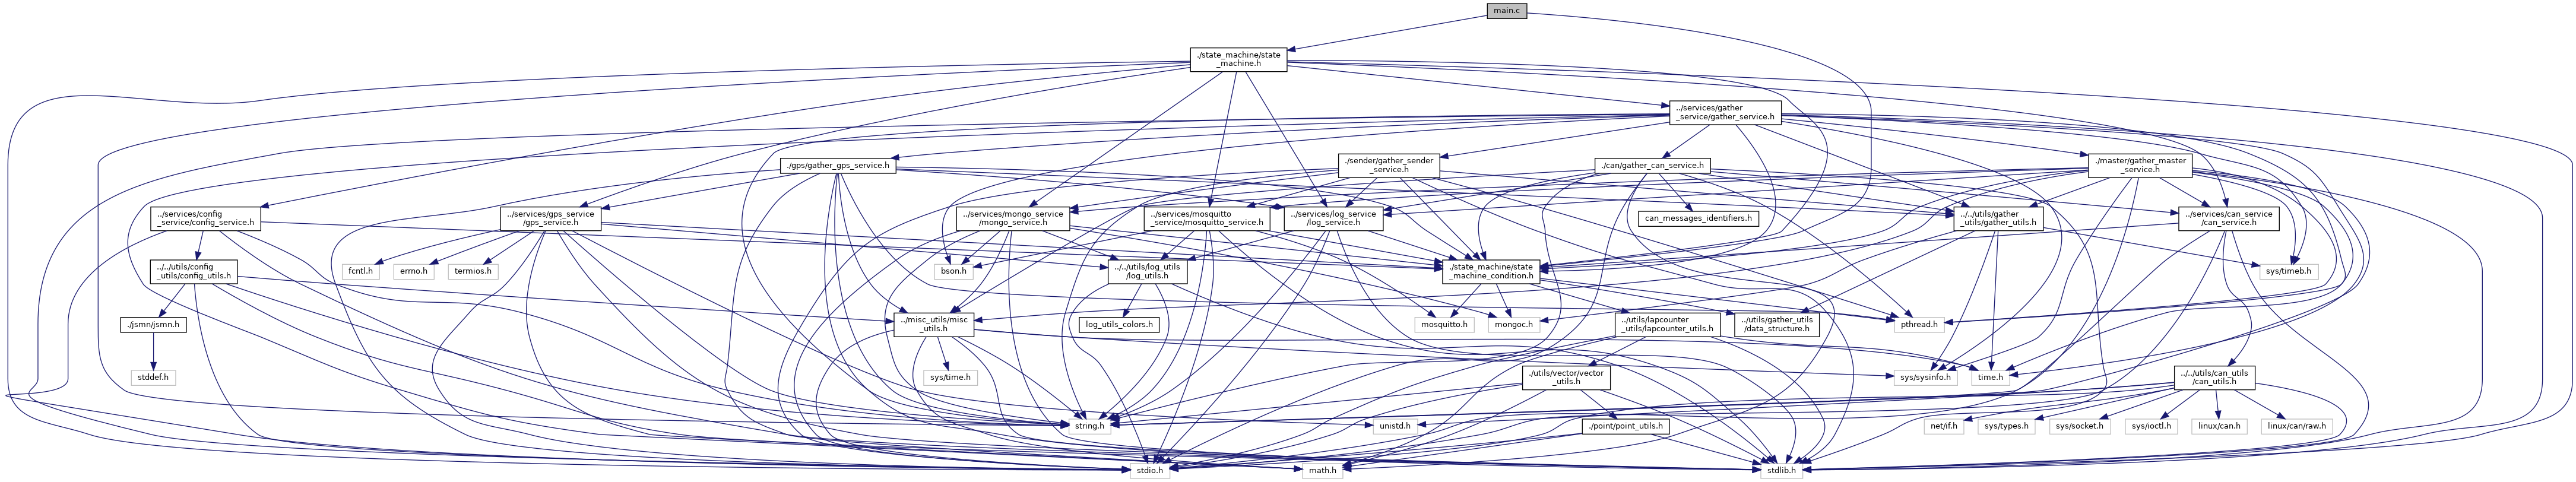 main.c
./state_machine/state
_machine.h
../services/gather
_service/gather_service.h
./gps/gather_gps_service.h
./sender/gather_sender
_service.h
./can/gather_can_service.h
./master/gather_master
_service.h
../services/config
_service/config_service.h
../services/gps_service
/gps_service.h
../services/mongo_service
/mongo_service.h
../services/mosquitto
_service/mosquitto_service.h
../services/log_service
/log_service.h
can_messages_identifiers.h
../../utils/gather
_utils/gather_utils.h
../services/can_service
/can_service.h
../../utils/config
_utils/config_utils.h
fcntl.h
errno.h
termios.h
bson.h
../../utils/log_utils
/log_utils.h
./state_machine/state
_machine_condition.h
sys/timeb.h
./jsmn/jsmn.h
../misc_utils/misc
_utils.h
log_utils_colors.h
mosquitto.h
mongoc.h
../utils/lapcounter
_utils/lapcounter_utils.h
../utils/gather_utils
/data_structure.h
pthread.h
stddef.h
sys/time.h
./utils/vector/vector
_utils.h
sys/sysinfo.h
time.h
../../utils/can_utils
/can_utils.h
string.h
unistd.h
./point/point_utils.h
net/if.h
sys/types.h
sys/socket.h
sys/ioctl.h
linux/can.h
linux/can/raw.h
stdio.h
math.h
stdlib.h